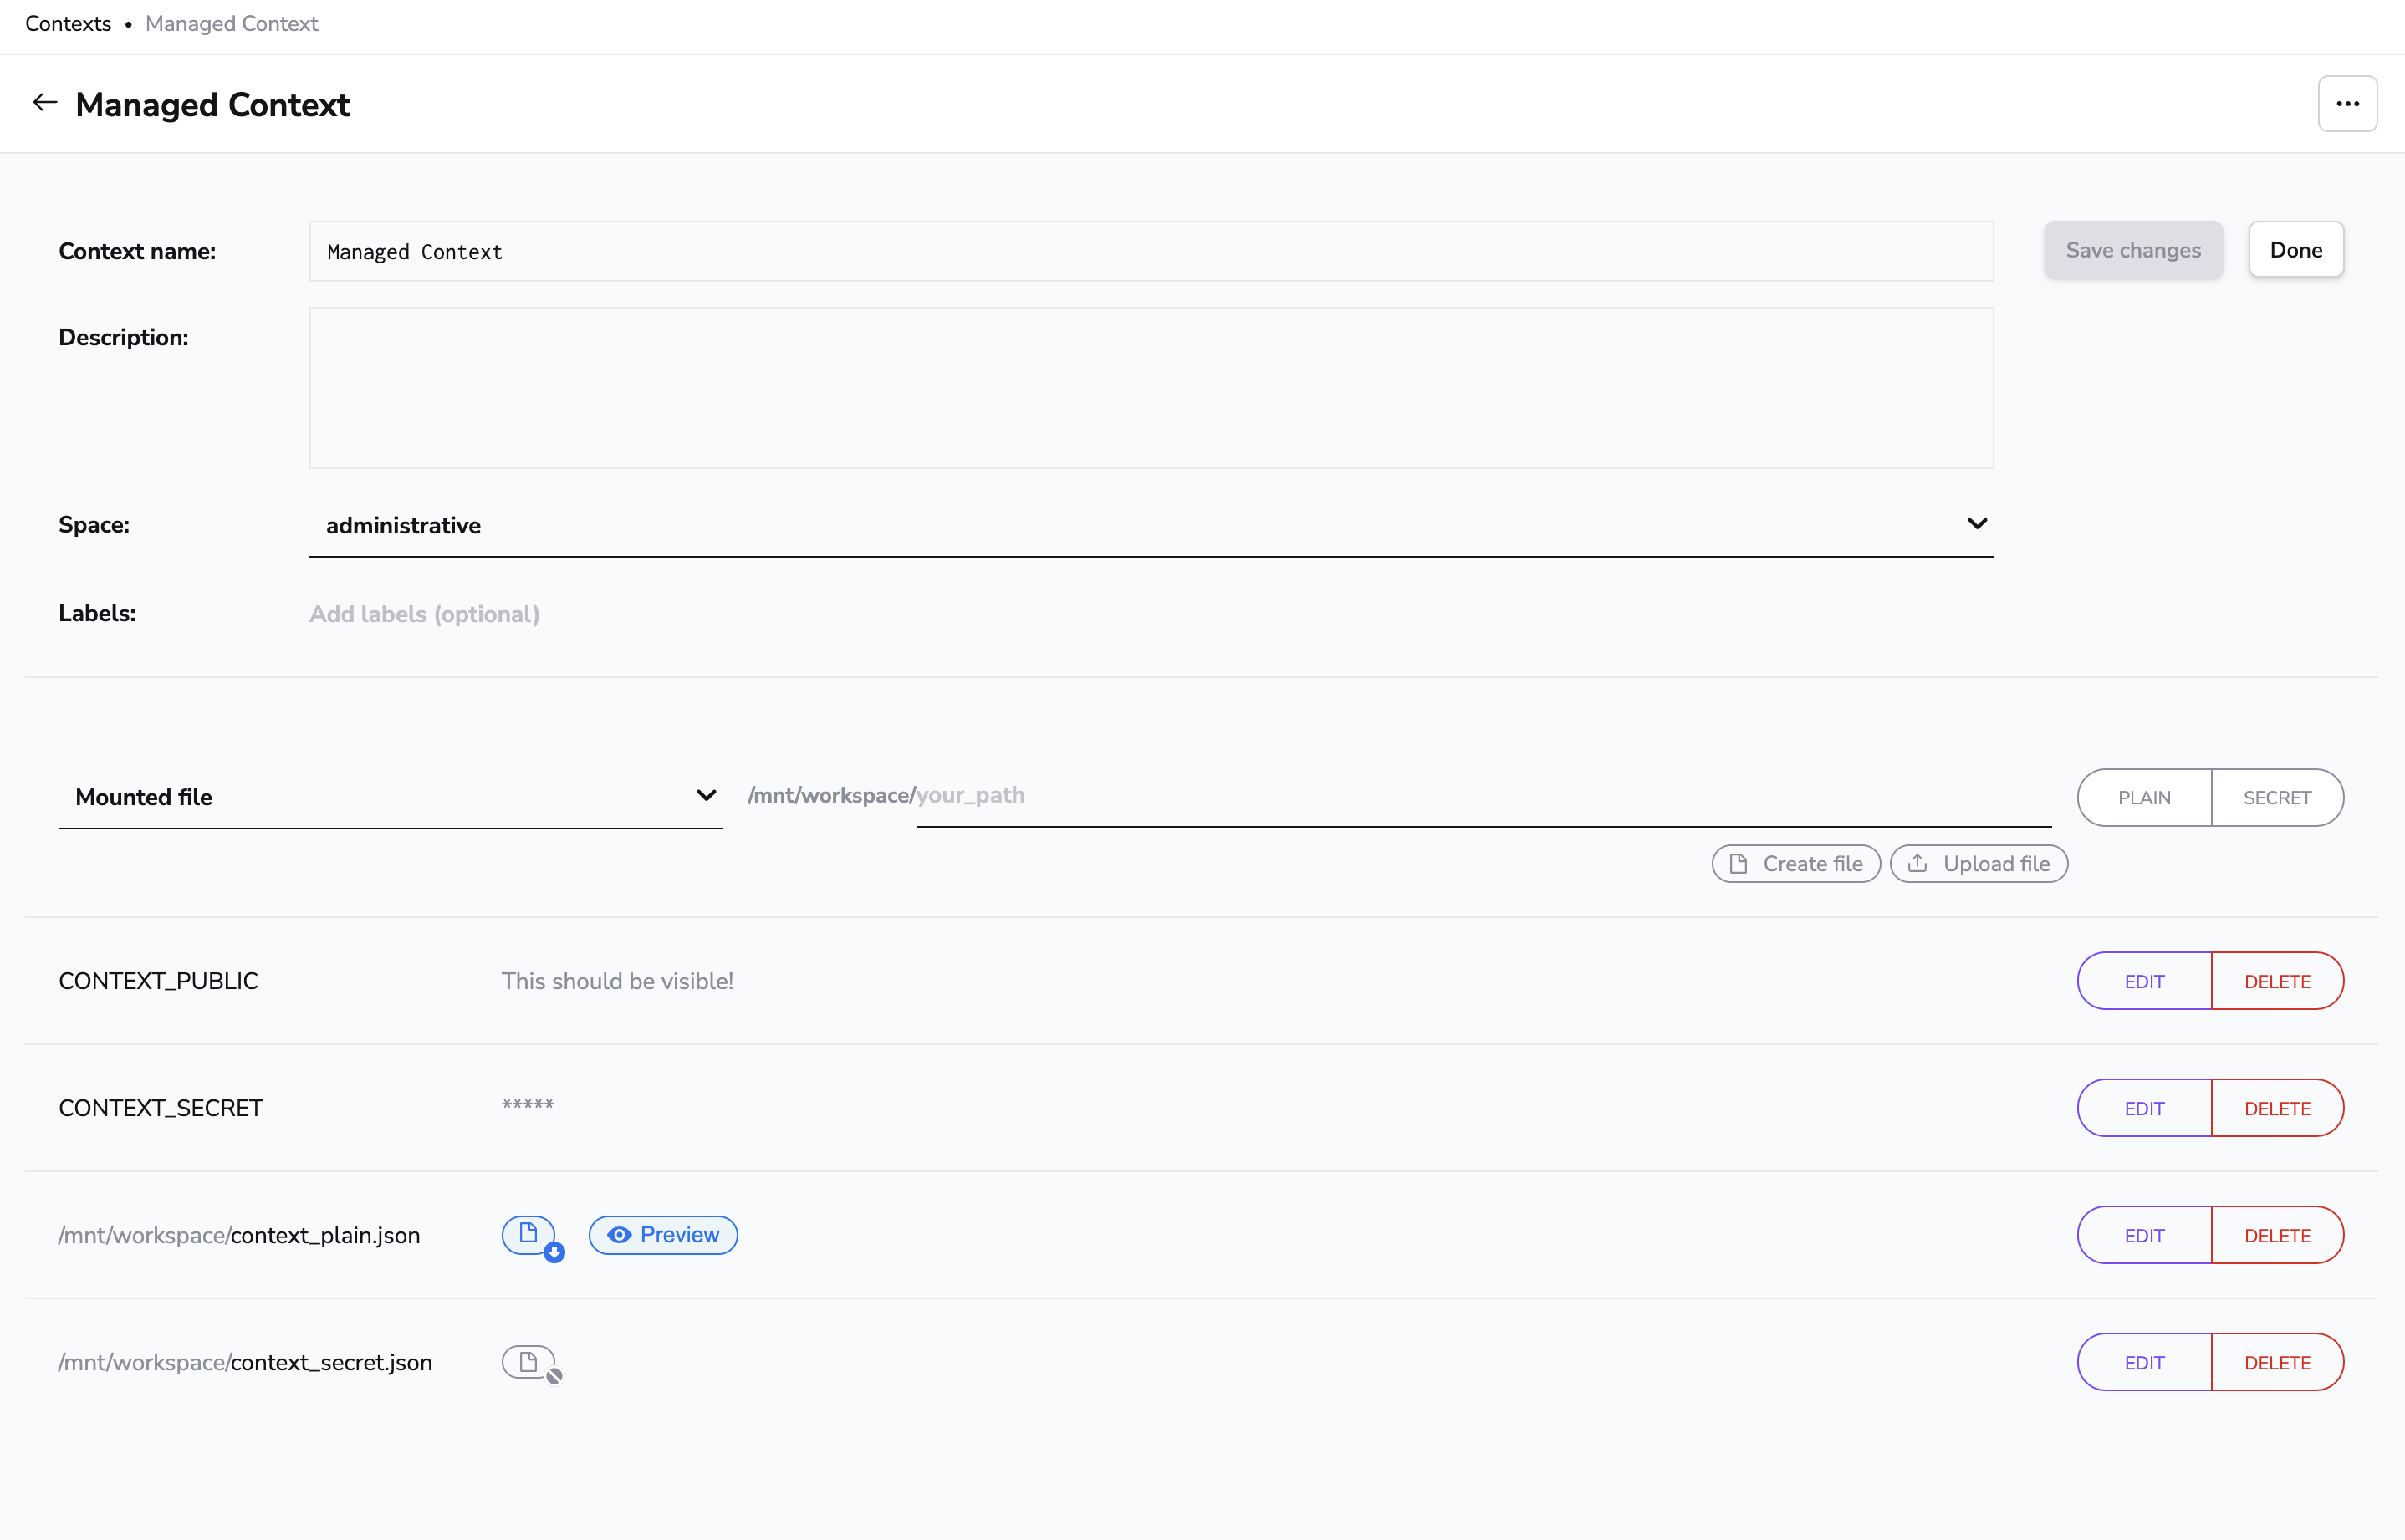 Contexts • Managed Context
Managed Context
Context name:
Managed Context
Save changes
Done
Description:
Space:
administrative
Labels:
Add labels (optional)
Mounted file
/mnt/workspace/your_path
PLAIN
SECRET
Create file
Upload file
CONTEXT_PUBLIC
This should be visible!
EDIT
DELETE
CONTEXT_SECRET
*****
EDIT
DELETE
/mnt/workspace/context_plain.json
Preview
EDIT
DELETE
/mnt/workspace/context_secret.json
EDIT
DELETE